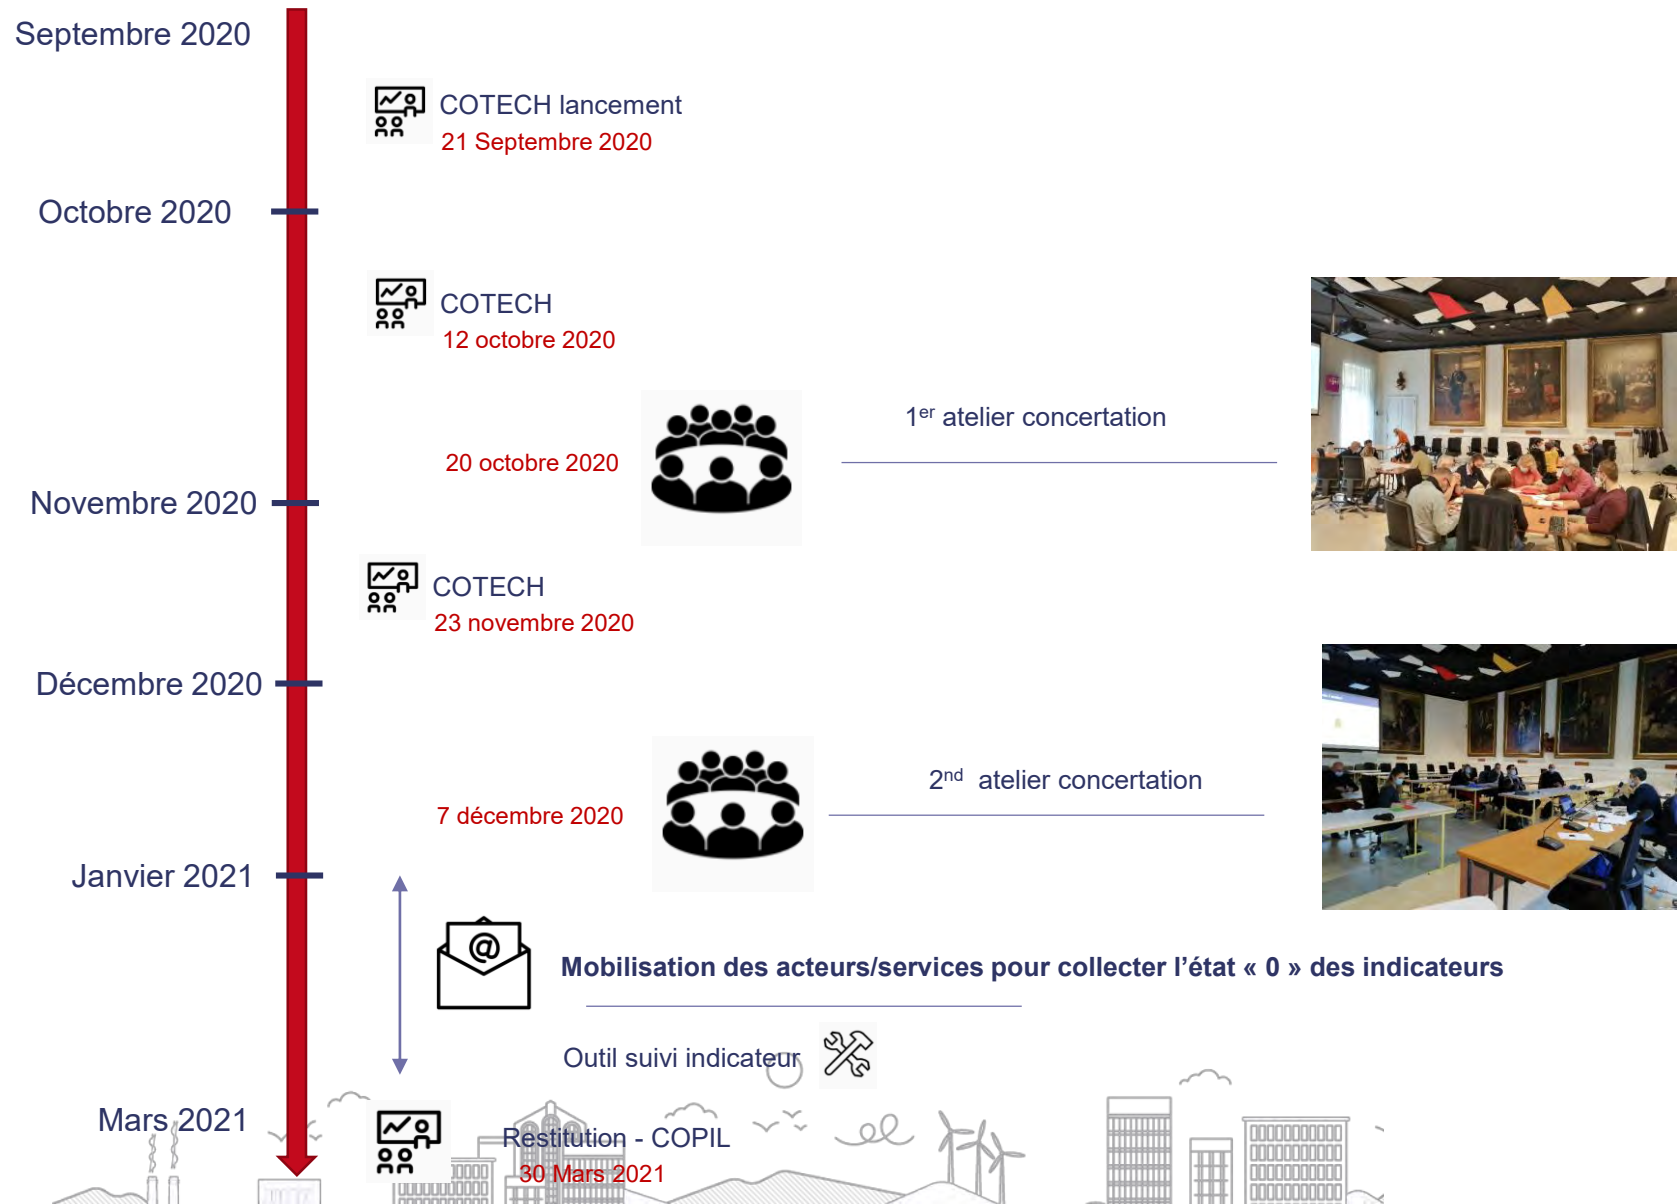 Septembre 2020
COTECH lancement
21 Septembre 2020
Octobre 2020
COTECH
12 octobre 2020
1er atelier concertation
20 octobre 2020
Novembre 2020
COTECH
23 novembre 2020
Décembre 2020
2nd atelier concertation
7 décembre 2020
Janvier 2021
@
Mobilisation des acteurs/services pour collecter l’état « 0 » des indicateurs
Outil suivi indicateur
Mars 2021
Restitution - COPIL
30 Mars 2021